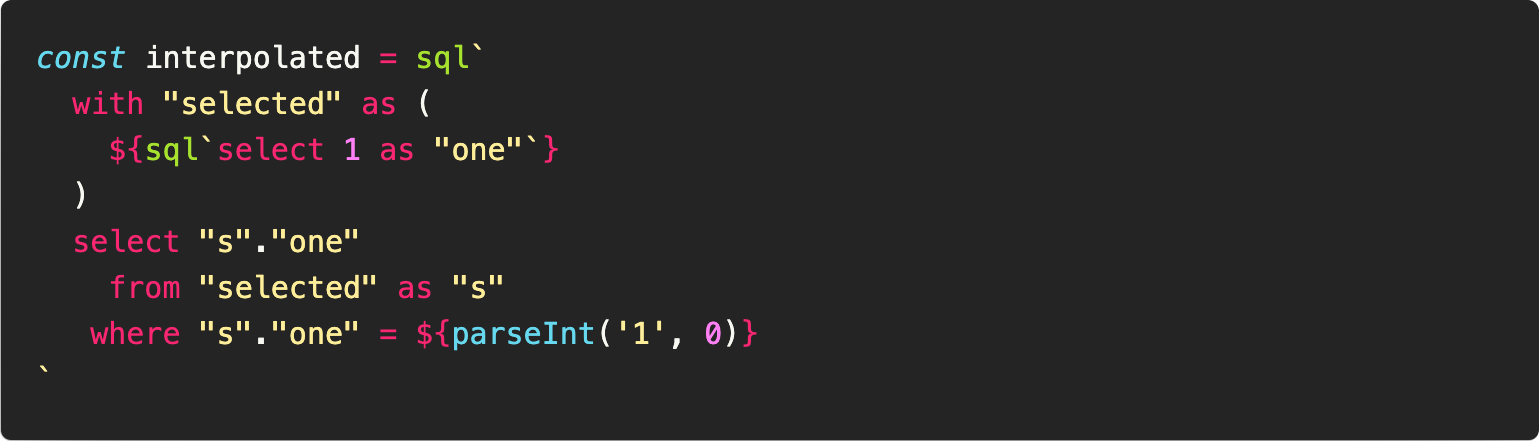 const interpolated = sql`
  with "selected" as (
    ${sql`select 1 as "one"`}
  )
  select "s"."one"
    from "selected" as "s"
   where "s"."one" = ${parseInt('1', 0)}
`